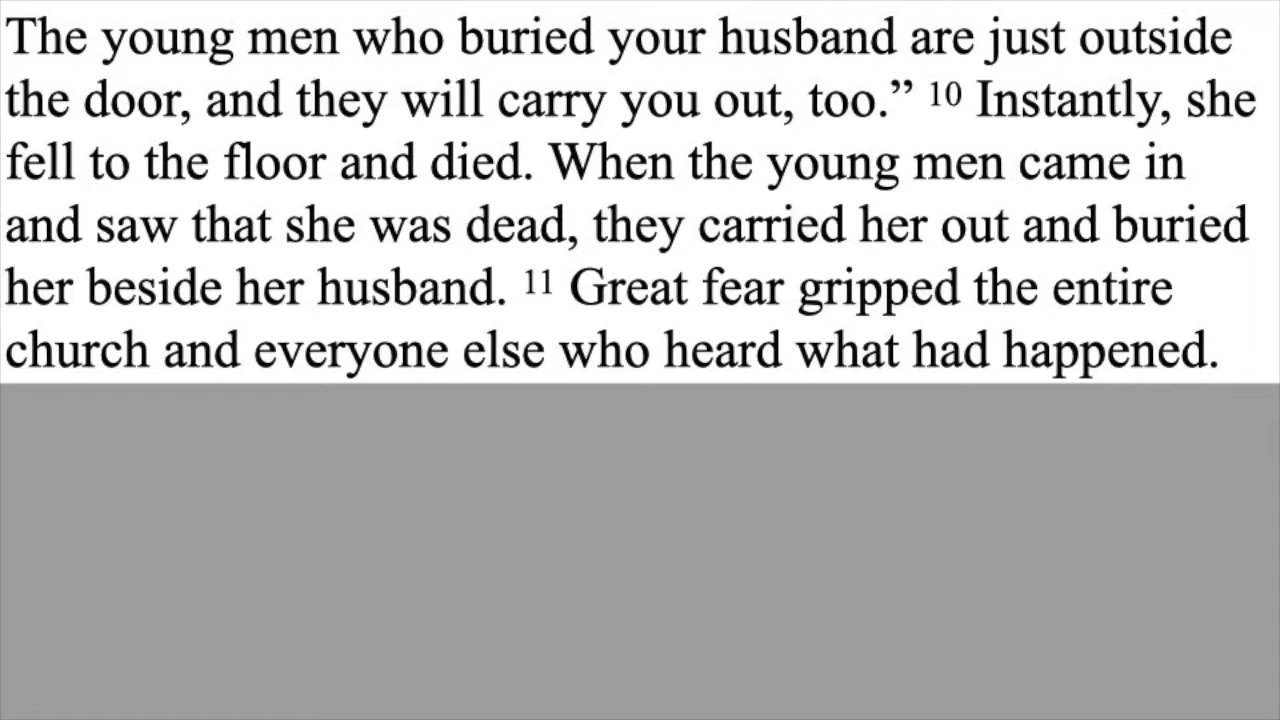 The young men who buried your husband are just outside
the door, and they will carry you out, too.” 10 Instantly, she
fell to the floor and died. When the young men came in
and saw that she was dead, they carried her out and buried
her beside her husband. 11 Great fear gripped the entire
church and everyone else who heard what had happened.